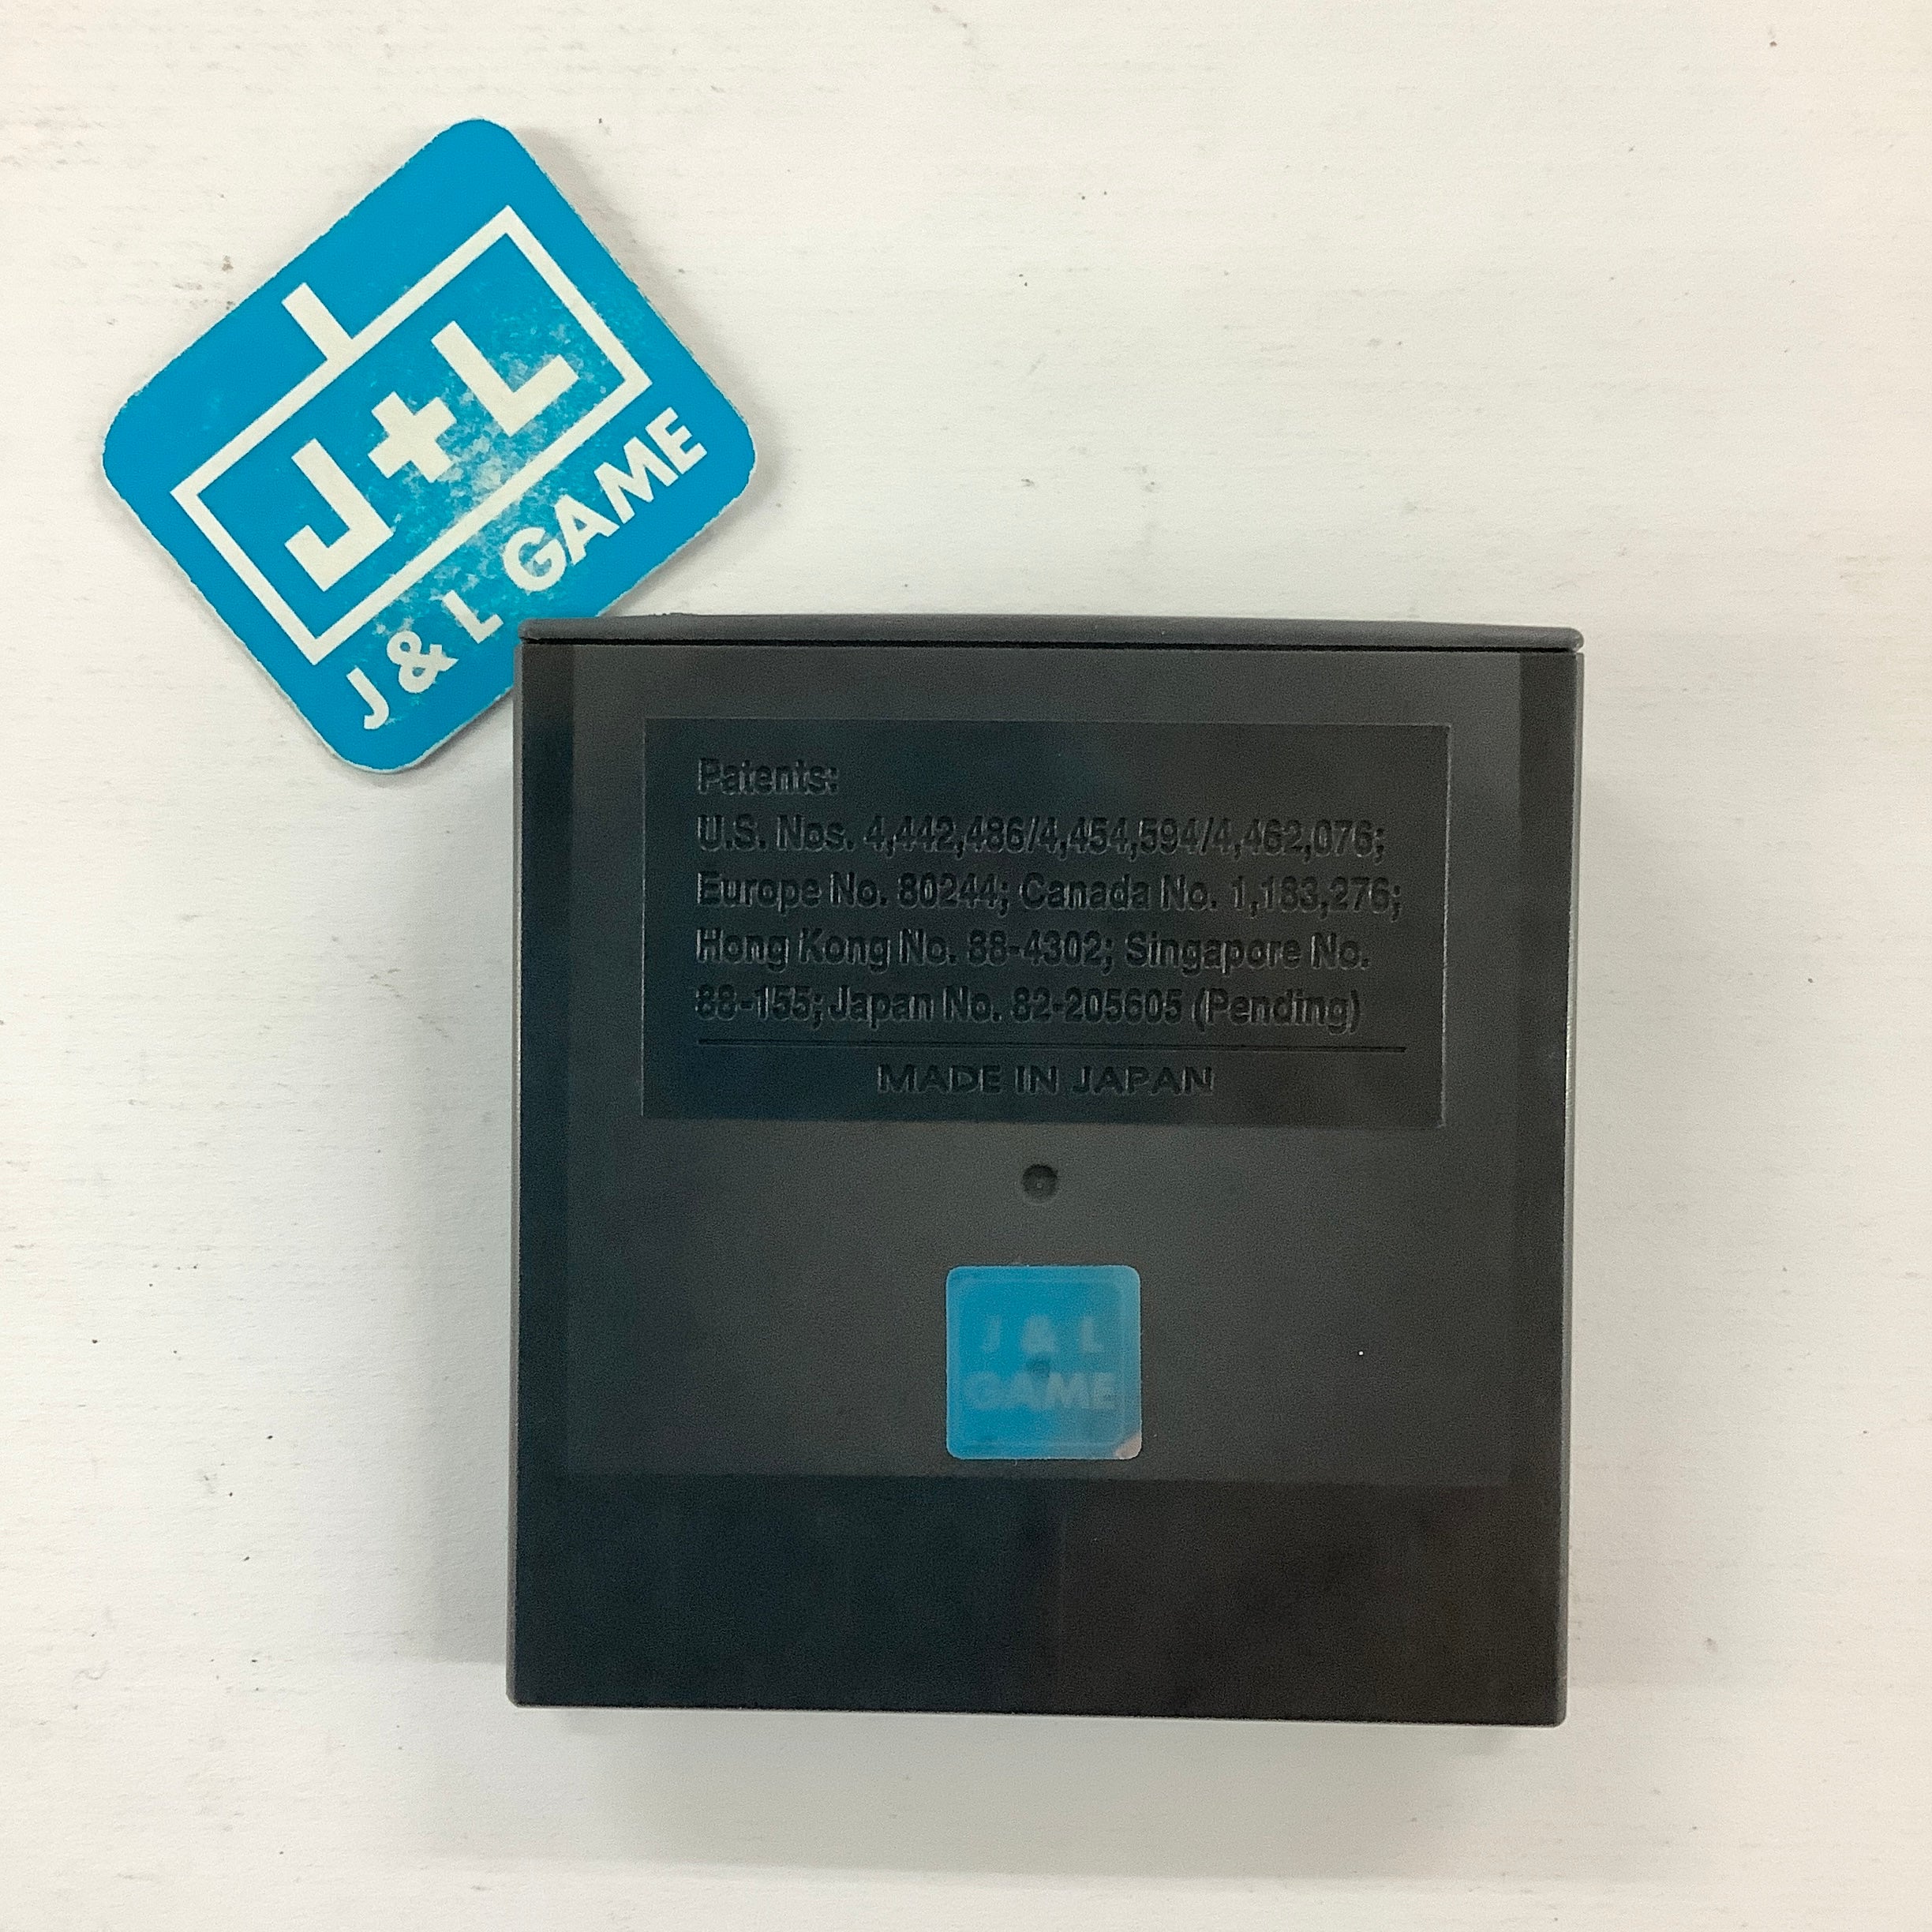 J+L
J & L GAME
Patents:
U.S. Nos. 4,442,486/4,454,594/4,462,076;
Europe No. 80244; Canada No. 1,183,276;
Hong Kong No. 88-4302; Singapore No.
88-155; Japan No. 82-205605 (Pending)
MADE IN JAPAN
J & L
GAME